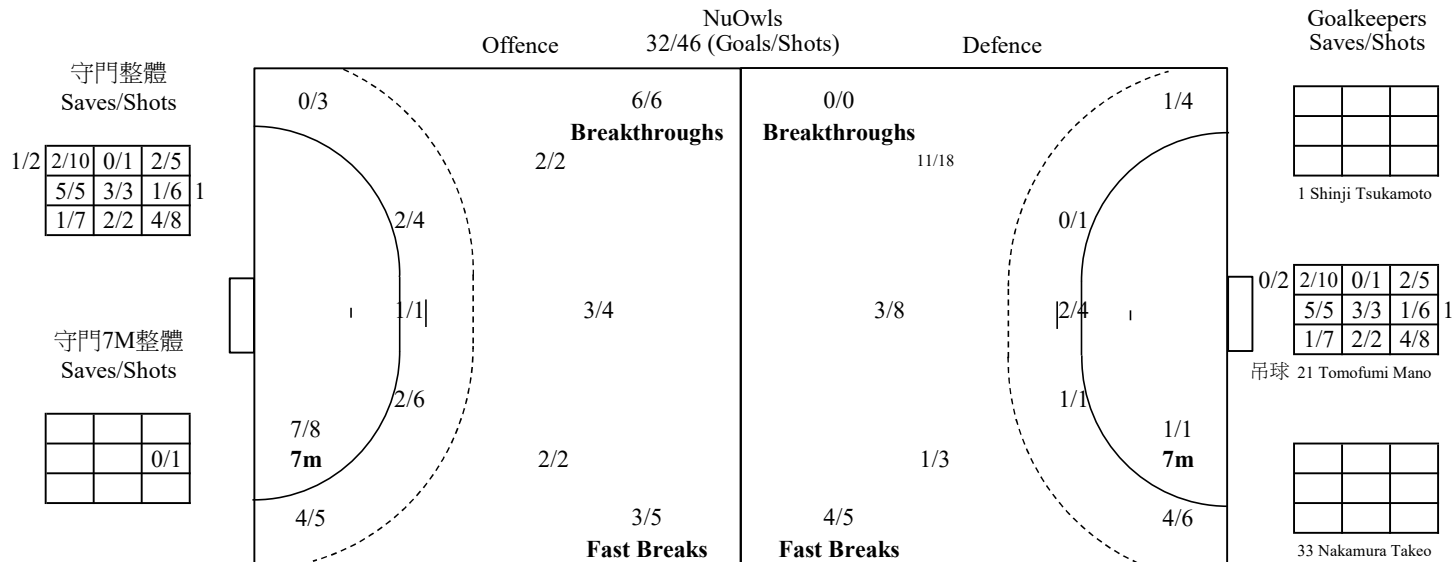 NuOwls
32/46 (Goals/Shots)
Offence
Defence
Goalkeepers
Saves/Shots
守門整體
Saves/Shots
1/2 2/10 0/1 2/5
5/5 3/3 1/6 1
1/7 2/2 4/8
守門7M整體
Saves/Shots
0/1
0/3
6/6
Breakthroughs
2/2
2/4
1/1
3/4
2/6
7/8
7m
2/2
4/5
3/5
Fast Breaks
0/0
Breakthroughs
1/4
11/18
0/1
3/8
2/4
1/1
1/1
7m
1/3
4/5
Fast Breaks
4/6
1 Shinji Tsukamoto
0/2 2/10 0/1 2/5
5/5 3/3 1/6 1
1/7 2/2 4/8
吊球 21 Tomofumi Mano
33 Nakamura Takeo